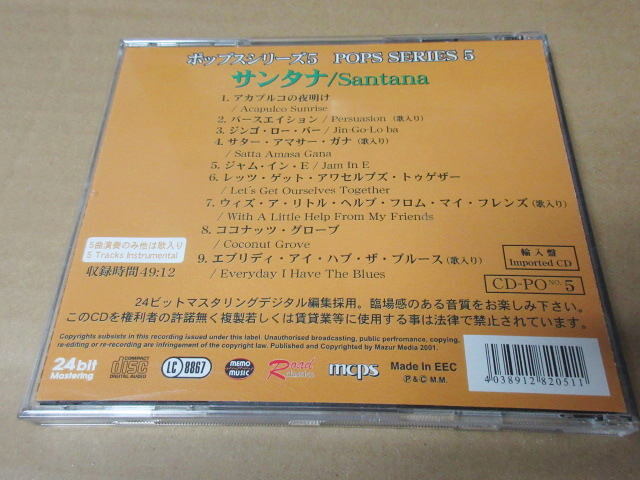 ポップスシリーズ5 POPS SERIES 5
サンタナ/Santana
1. アカプルコの夜明け
/ Acapulco Sunrise
2. パースエイション / Persuasion (歌入り)
3. ジンゴ・ロー・バー / Jin-Go-Lo ba
4. サター・アマサー・ガナ (歌入り)
/ Satta Amasa Gana
5. ジャム・イン・E / Jam In E
6. レッツ・ゲット・アワセルブズ・トゥゲザー
/ Let's Get Ourselves Together
7. ウィズ・ア・リトル・ヘルプ・フロム・マイ・フレンズ (歌入り)
/ With A Little Help From My Friends
8. ココナッツ・グローブ
/ Coconut Grove
9. エブリディ・アイ・ハブ・ザ・ブルース (歌入り)
/ Everyday I Have The Blues
5曲演奏のみ他は歌入り
5 Tracks Instrumental
収録時間 49:12
輸入盤
Imported CD
CD-PO NO. 5
24ビットマスタリングデジタル編集採用。臨場感のある音質をお楽しみ下さい。
このCDを権利者の許諾無く複製若しくは賃貸業等に使用する事は法律で禁止されています。
Copyrights subsists in this recording issued under this label. Unauthorised broadcasting, public perfromance, copying,
re-editing or re-recording are infringement of the copyright law. Published and Copyrighted by Mazur Media 2001.
24bit
Mastering
COMPACT
disc
DIGITAL AUDIO
LC 8867
MEMO
MUSIC
Road
classics
mcps
Made In EEC
℗ & © M.M.
4 038912 820511